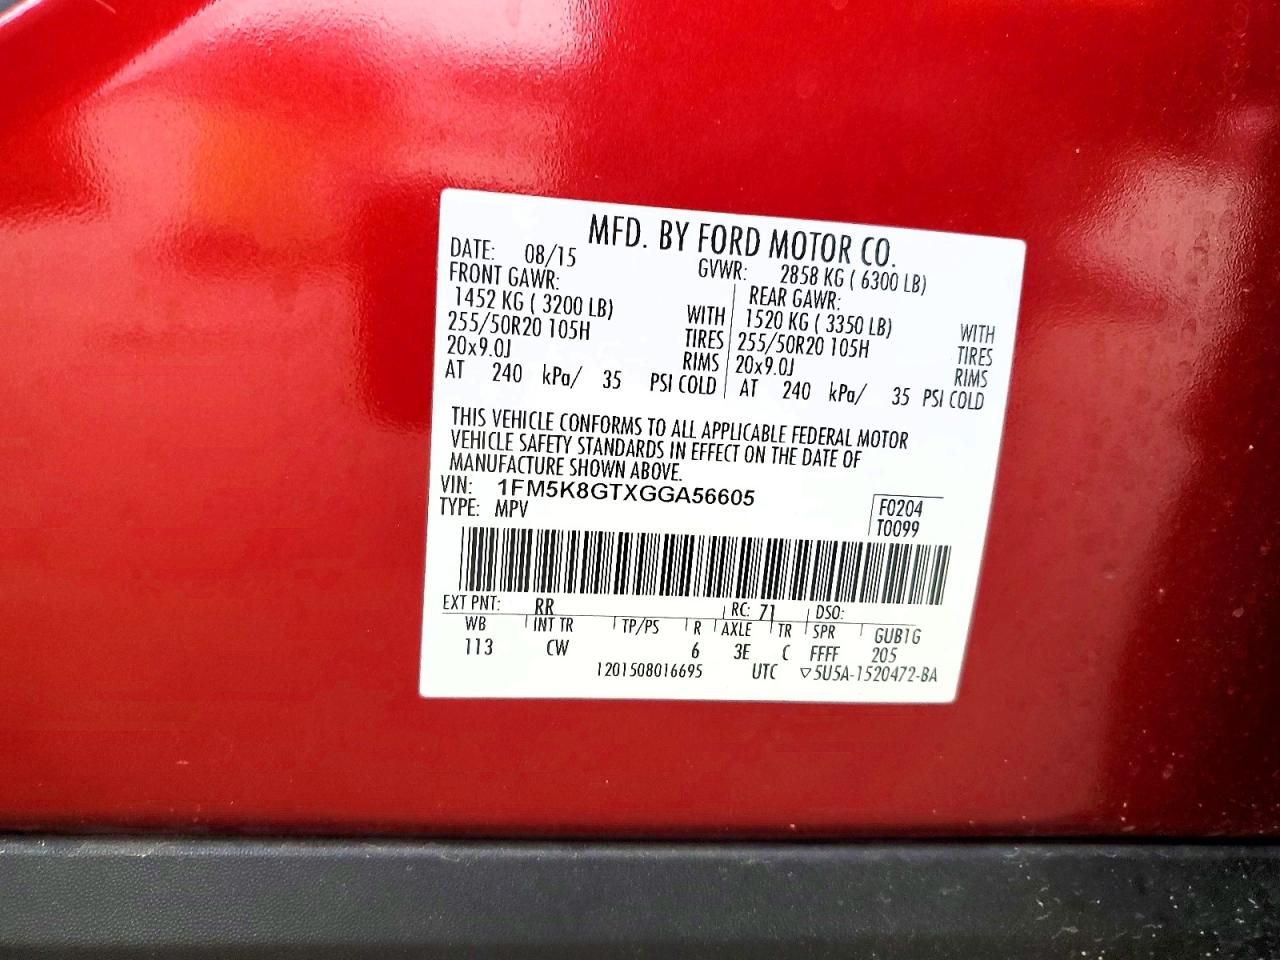 MFD. BY FORD MOTOR CO.
DATE: 08/15 GVWR: 2858 KG ( 6300 LB)
FRONT GAWR: REAR GAWR:
1452 KG ( 3200 LB) WITH 1520 KG ( 3350 LB) WITH
255/50R20 105H TIRES 255/50R20 105H TIRES
20x9.0J RIMS 20x9.0J RIMS
AT 240 kPa/ 35 PSI COLD AT 240 kPa/ 35 PSI COLD
THIS VEHICLE CONFORMS TO ALL APPLICABLE FEDERAL MOTOR
VEHICLE SAFETY STANDARDS IN EFFECT ON THE DATE OF
MANUFACTURE SHOWN ABOVE.
VIN: 1FM5K8GTXGGA56605
TYPE: MPV
F0204
T0099
EXT PNT: RR RC: 71 DSO:
WB INT TR TP/PS R AXLE TR SPR GUB1G
113 CW 6 3E C FFFF 205
1201508016695 UTC ▽5U5A-1520472-BA